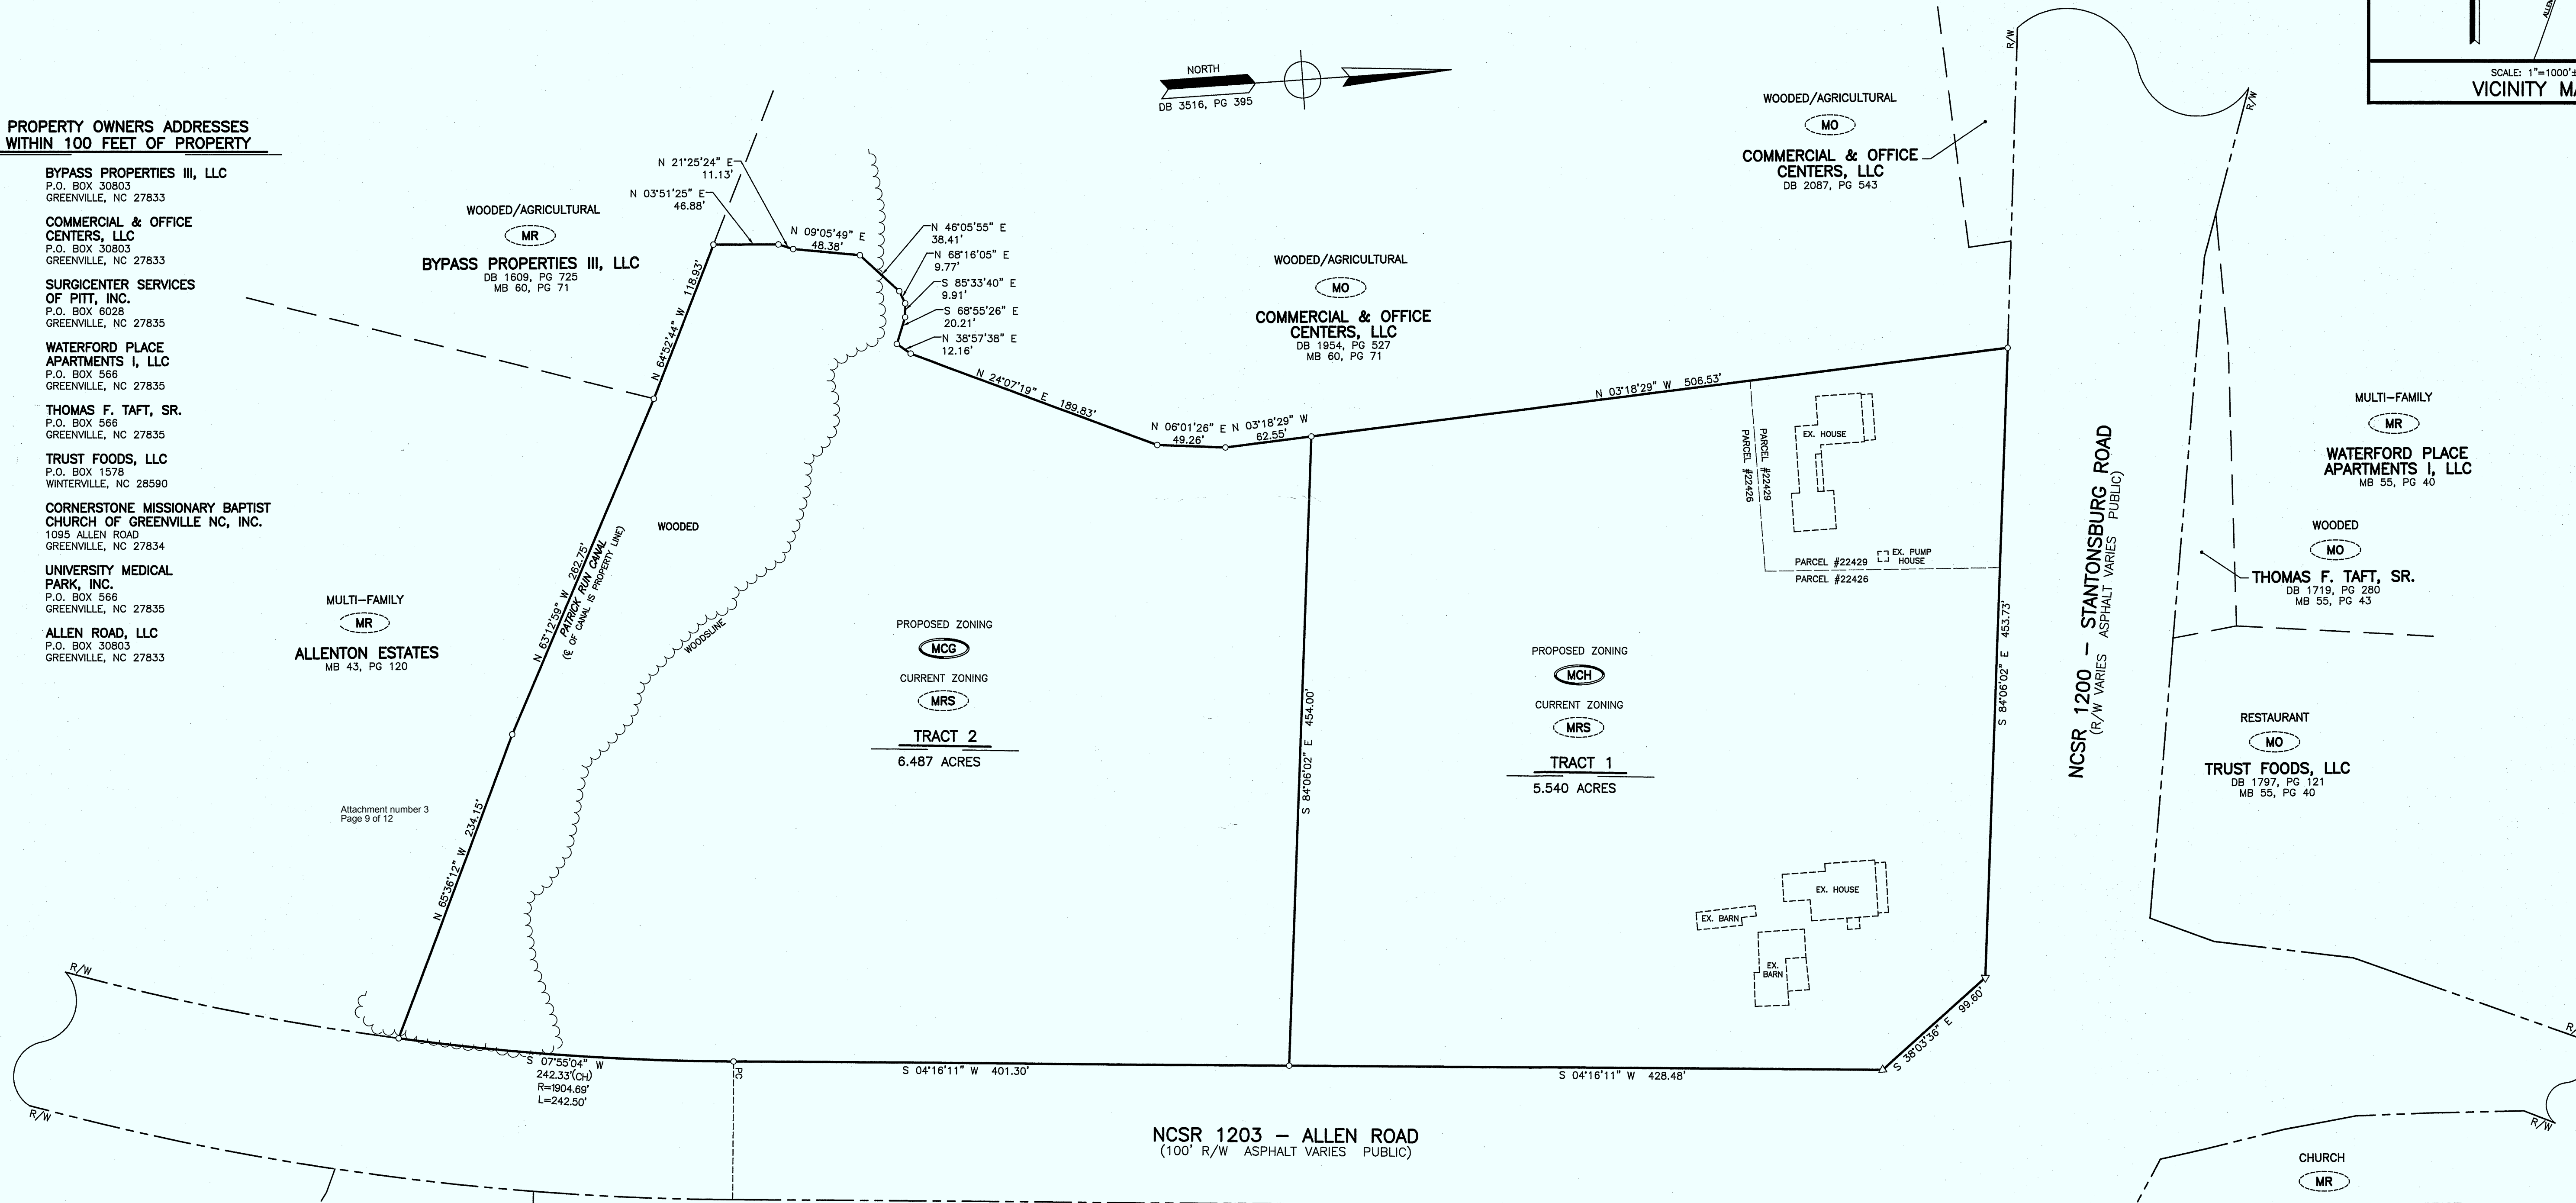 PROPERTY OWNERS ADDRESSES
WITHIN 100 FEET OF PROPERTY
BYPASS PROPERTIES III, LLC
P.O. BOX 30803
GREENVILLE, NC 27833
COMMERCIAL & OFFICE
CENTERS, LLC
P.O. BOX 30803
GREENVILLE, NC 27833
SURGICENTER SERVICES
OF PITT, INC.
P.O. BOX 6028
GREENVILLE, NC 27835
WATERFORD PLACE
APARTMENTS I, LLC
P.O. BOX 566
GREENVILLE, NC 27835
THOMAS F. TAFT, SR.
P.O. BOX 566
GREENVILLE, NC 27835
TRUST FOODS, LLC
P.O. BOX 1578
WINTERVILLE, NC 28590
CORNERSTONE MISSIONARY BAPTIST
CHURCH OF GREENVILLE NC, INC.
1095 ALLEN ROAD
GREENVILLE, NC 27834
UNIVERSITY MEDICAL
PARK, INC.
P.O. BOX 566
GREENVILLE, NC 27835
ALLEN ROAD, LLC
P.O. BOX 30803
GREENVILLE, NC 27833
NORTH
DB 3516, PG 395
SCALE: 1"=1000'±
VICINITY
WOODED/AGRICULTURAL
MR
BYPASS PROPERTIES III, LLC
DB 1609, PG 725
MB 60, PG 71
N 21°25'24" E
11.13'
N 03°51'25" E
46.88'
N 09°05'49" E
48.38'
N 46°05'55" E
38.41'
N 68°16'05" E
9.77'
S 85°33'40" E
9.91'
S 68°55'26" E
20.21'
N 38°57'38" E
12.16'
N 24°07'19" E 189.83'
N 06°01'26" E
49.26'
N 03°18'29" W
62.55'
N 03°18'29" W 506.53'
WOODED/AGRICULTURAL
MO
COMMERCIAL & OFFICE
CENTERS, LLC
DB 1954, PG 527
MB 60, PG 71
WOODED/AGRICULTURAL
MO
COMMERCIAL & OFFICE
CENTERS, LLC
DB 2087, PG 543
R/W
R/W
N 64°52'44" W 118.93'
N 63°12'59" W 262.75'
PATRICK RUN CANAL
(℄ OF CANAL IS PROPERTY LINE)
N 65°36'12" W 234.15'
WOODED
WOODSLINE
MULTI-FAMILY
MR
ALLENTON ESTATES
MB 43, PG 120
Attachment number 3
Page 9 of 12
PROPOSED ZONING
MCG
CURRENT ZONING
MRS
TRACT 2
6.487 ACRES
S 84°06'02" E 454.00'
PROPOSED ZONING
MCH
CURRENT ZONING
MRS
TRACT 1
5.540 ACRES
PARCEL #22429
PARCEL #22426
EX. HOUSE
EX. PUMP
HOUSE
PARCEL #22429
PARCEL #22426
EX. HOUSE
EX. BARN
EX.
BARN
S 84°06'02" E 453.73'
S 38°03'36" E 99.60'
NCSR 1200 - STANTONSBURG ROAD
(R/W VARIES ASPHALT VARIES PUBLIC)
MULTI-FAMILY
MR
WATERFORD PLACE
APARTMENTS I, LLC
MB 55, PG 40
WOODED
MO
THOMAS F. TAFT, SR.
DB 1719, PG 280
MB 55, PG 43
RESTAURANT
MO
TRUST FOODS, LLC
DB 1797, PG 121
MB 55, PG 40
R/W
R/W
S 07°55'04" W
242.33'(CH)
R=1904.69'
L=242.50'
PC
S 04°16'11" W 401.30'
S 04°16'11" W 428.48'
NCSR 1203 - ALLEN ROAD
(100' R/W ASPHALT VARIES PUBLIC)
R/W
CHURCH
MR